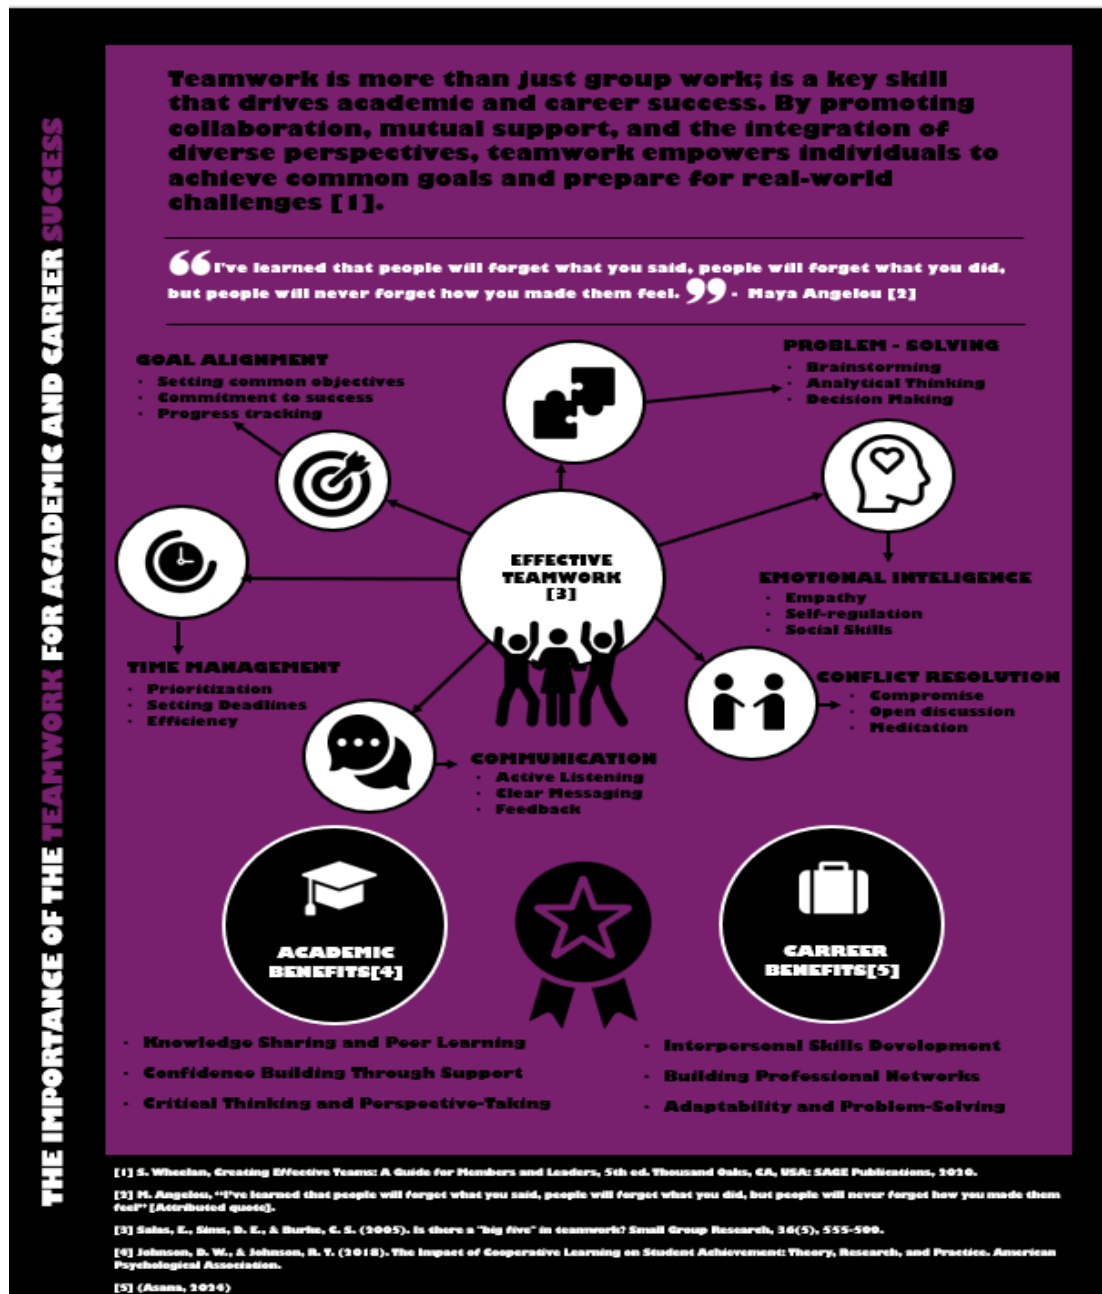 THE IMPORTANCE OF THE TEAMWORK FOR ACADEMIC AND CAREER SUCCESS
Teamwork is more than just group work; is a key skill
that drives academic and career success. By promoting
collaboration, mutual support, and the integration of
diverse perspectives, teamwork empowers individuals to
achieve common goals and prepare for real-world
challenges [1].
“I've learned that people will forget what you said, people will forget what you did,
but people will never forget how you made them feel.” - Maya Angelou [2]
GOAL ALIGNMENT
· Setting common objectives
· Commitment to success
· Progress tracking
PROBLEM - SOLVING
· Brainstorming
· Analytical Thinking
· Decision Making
EFFECTIVE
TEAMWORK
[3]
EMOTIONAL INTELIGENCE
· Empathy
· Self-regulation
· Social Skills
TIME MANAGEMENT
· Prioritization
· Setting Deadlines
· Efficiency
CONFLICT RESOLUTION
· Compromise
· Open discussion
· Meditation
COMMUNICATION
· Active Listening
· Clear Messaging
· Feedback
ACADEMIC
BENEFITS[4]
CARREER
BENEFITS[5]
· Knowledge Sharing and Peer Learning
· Confidence Building Through Support
· Critical Thinking and Perspective-Taking
· Interpersonal Skills Development
· Building Professional Networks
· Adaptability and Problem-Solving
[1] S. Wheelan, Creating Effective Teams: A Guide for Members and Leaders, 5th ed. Thousand Oaks, CA, USA: SAGE Publications, 2020.
[2] M. Angelou, "I've learned that people will forget what you said, people will forget what you did, but people will never forget how you made them
feel" [Attributed quote].
[3] Salas, E., Sims, D. E., & Burke, C. S. (2005). Is there a "big five" in teamwork? Small Group Research, 36(5), 555-599.
[4] Johnson, D. W., & Johnson, R. T. (2018). The Impact of Cooperative Learning on Student Achievement: Theory, Research, and Practice. American
Psychological Association.
[5] (Asana, 2024)